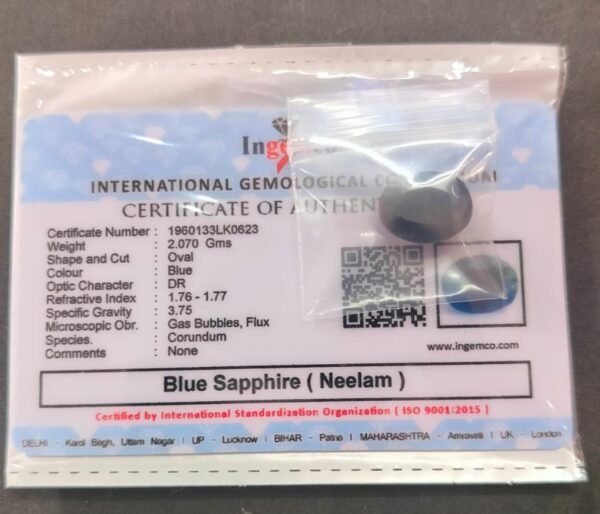 INTERNATIONAL GEMOLOGICAL
CERTIFICATE OF
Certificate Number : 1960133LK0623
Weight : 2.070 Gms
Shape and Cut : Oval
Colour : Blue
Optic Character : DR
Refractive Index : 1.76 - 1.77
Specific Gravity : 3.75
Microscopic Obr. : Gas Bubbles, Flux
Species. : Corundum
Comments : None
www.ingemco.com
Blue Sapphire ( Neelam )
Certified by International Standardization Organization ( ISO 9001:2015 )
DELHI - Karol Bagh, Uttam Nagar | UP - Lucknow | BIHAR - Patna | MAHARASHTRA - Amravati | UK - London